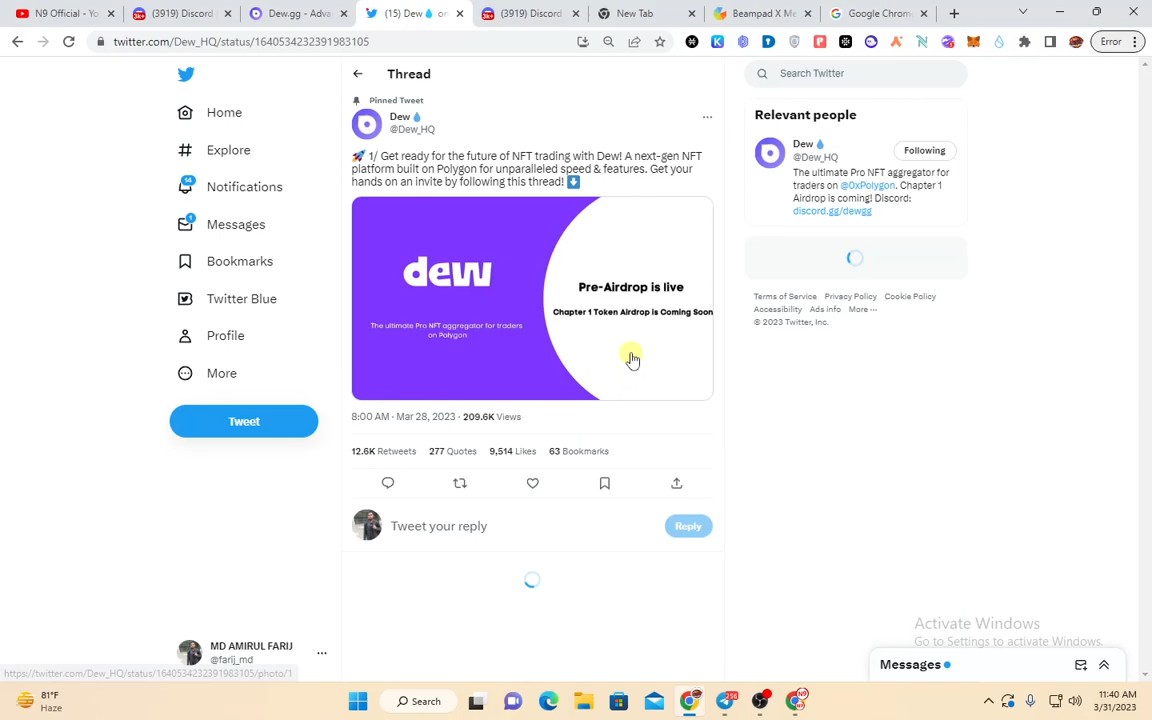 N9 Official - Yo
(3919) Discord
Dew.gg - Adva
(15) Dew💧 on
(3919) Discord
New Tab
Beampad X Me
Google Chrom
twitter.com/Dew_HQ/status/1640534232391983105
Error
Home
Explore
14
Notifications
1
Messages
Bookmarks
Twitter Blue
Profile
More
Tweet
MD AMIRUL FARIJ
@farij_md
Thread
Pinned Tweet
Dew💧
@Dew_HQ
🚀 1/ Get ready for the future of NFT trading with Dew! A next-gen NFT
platform built on Polygon for unparalleled speed & features. Get your
hands on an invite by following this thread! ⬇️
dew
The ultimate Pro NFT aggregator for traders
on Polygon
Pre-Airdrop is live
Chapter 1 Token Airdrop is Coming Soon
8:00 AM · Mar 28, 2023 · 209.6K Views
12.6K Retweets 277 Quotes 9,514 Likes 63 Bookmarks
Tweet your reply
Reply
Search Twitter
Relevant people
Dew💧
@Dew_HQ
Following
The ultimate Pro NFT aggregator for
traders on @0xPolygon. Chapter 1
Airdrop is coming! Discord:
discord.gg/dewgg
Terms of Service Privacy Policy Cookie Policy
Accessibility Ads info More ···
© 2023 Twitter, Inc.
Activate Windows
Go to Settings to activate Windows.
Messages
https://twitter.com/Dew_HQ/status/1640534232391983105/photo/1
81°F
Haze
Search
256
N9
11:40 AM
3/31/2023